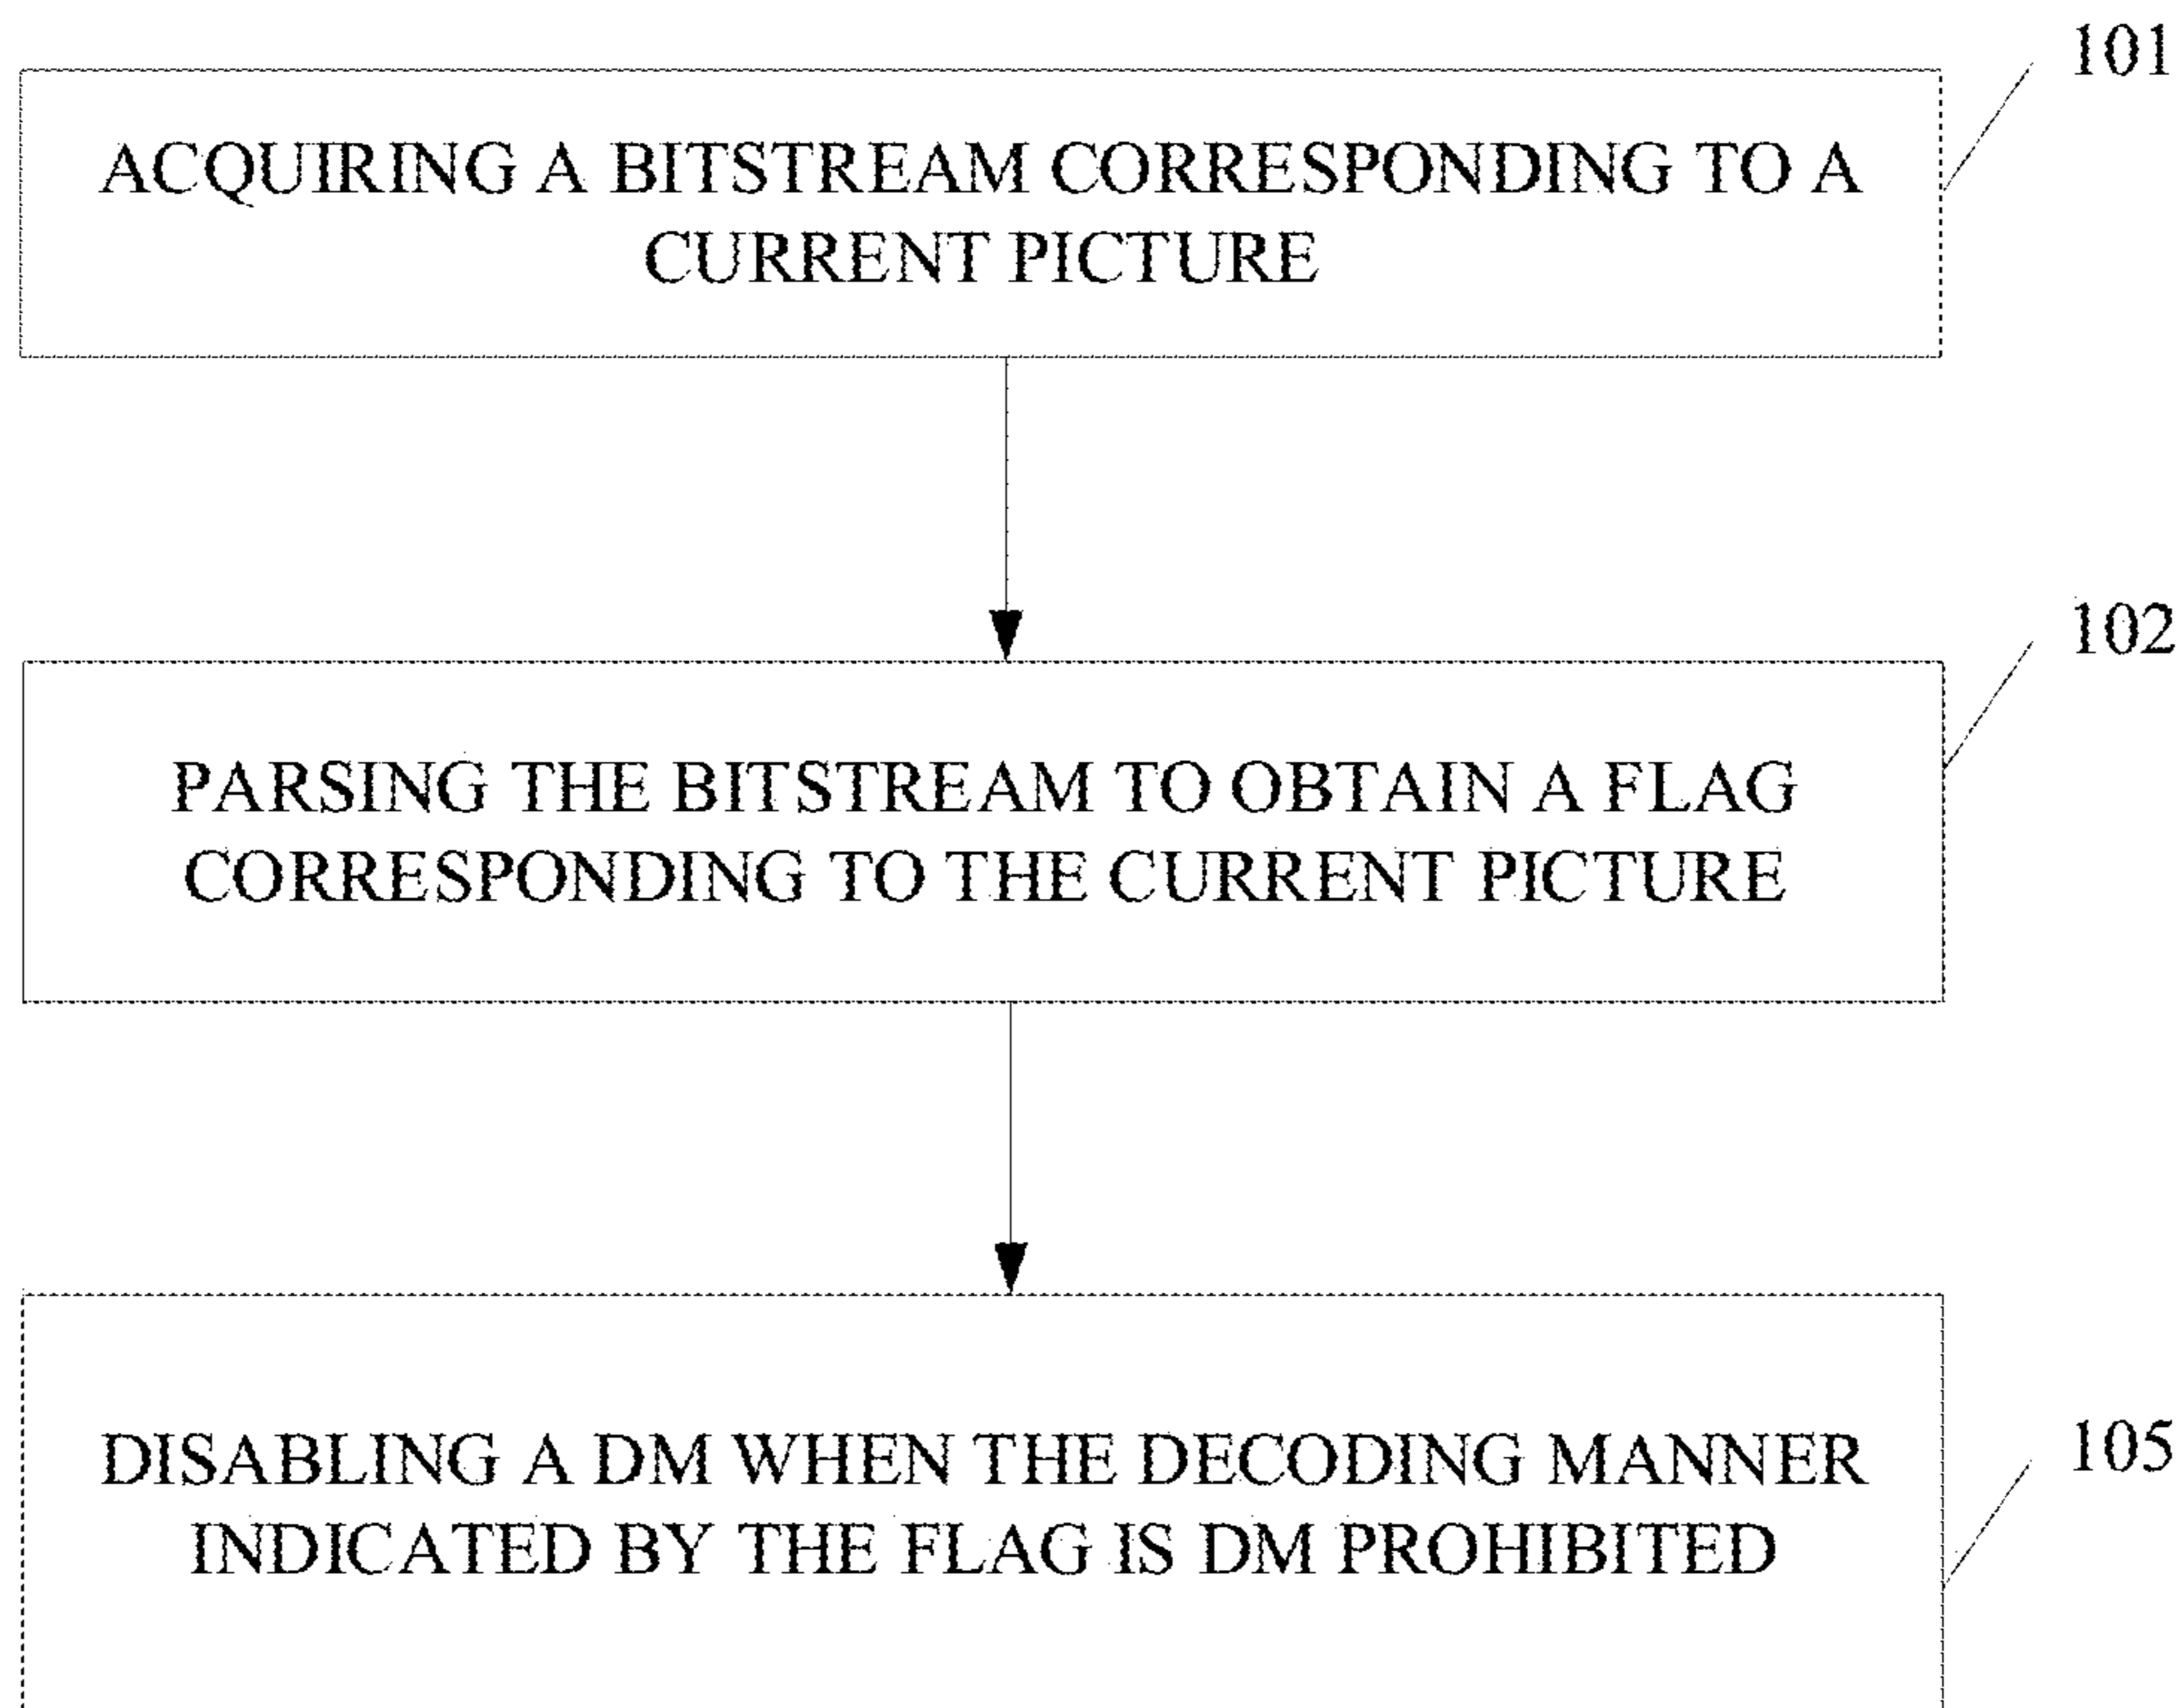 101
ACQUIRING A BITSTREAM CORRESPONDING TO A
CURRENT PICTURE
102
PARSING THE BITSTREAM TO OBTAIN A FLAG
CORRESPONDING TO THE CURRENT PICTURE
105
DISABLING A DM WHEN THE DECODING MANNER
INDICATED BY THE FLAG IS DM PROHIBITED